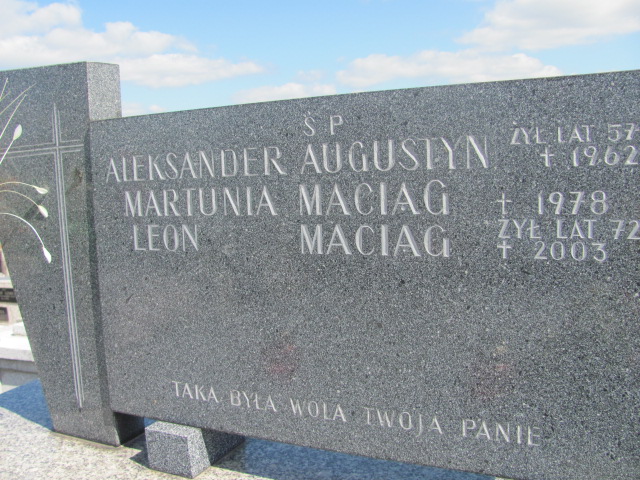 Ś P
ALEKSANDER AUGUSTYN ŻYŁ LAT 57
+ 1962
MARTUNIA MACIĄG + 1978
LEON MACIĄG ŻYŁ LAT 72
+ 2003
TAKA BYŁA WOLA TWOJA PANIE